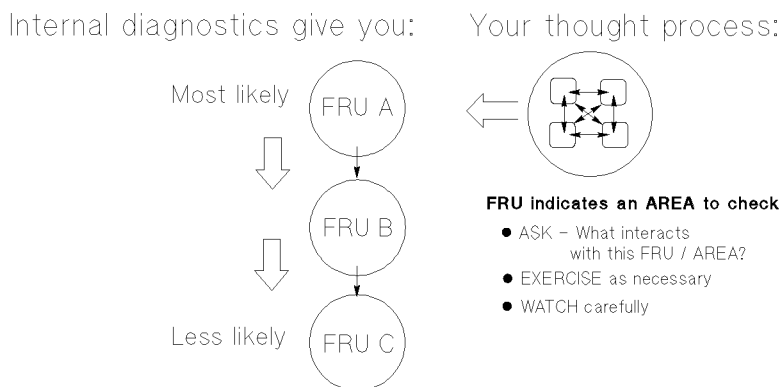 Internal diagnostics give you:
Your thought process:
Most likely
FRU A
FRU B
Less likely
FRU C
FRU indicates an AREA to check
● ASK – What interacts
with this FRU / AREA?
● EXERCISE as necessary
● WATCH carefully